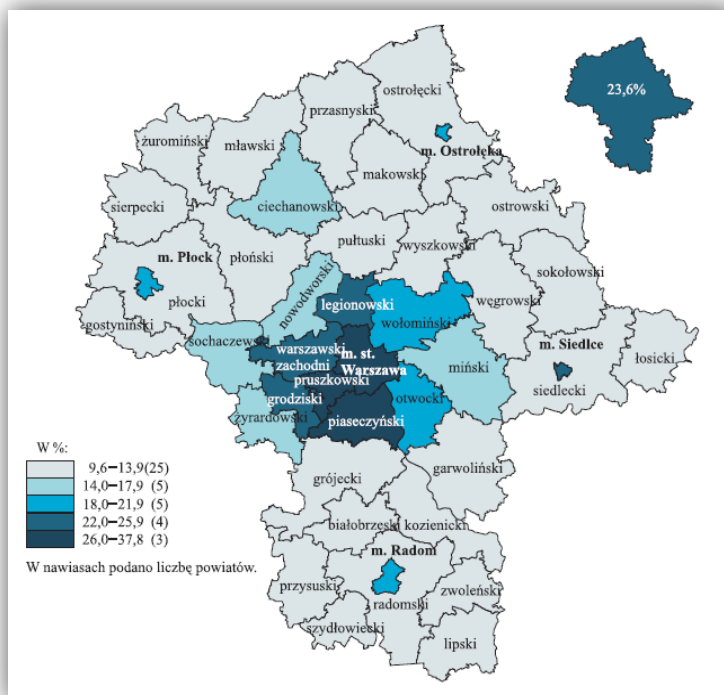 ostrołęcki
23,6%
przasnyski
m. Ostrołęka
żuromiński
mławski
makowski
ciechanowski
sierpecki
ostrowski
pułtuski
wyszkowski
płoński
m. Płock
sokołowski
nowodworski
węgrowski
płocki
legionowski
gostyniński
wołomiński
sochaczewski
m. Siedlce
warszawski
zachodni
m. st.
Warszawa
łosicki
miński
pruszkowski
siedlecki
grodziski
otwocki
żyrardowski
piaseczyński
W %:
9,6–13,9(25)
14,0–17,9 (5)
18,0–21,9 (5)
22,0–25,9 (4)
26,0–37,8 (3)
W nawiasach podano liczbę powiatów.
garwoliński
grójecki
białobrzeski
kozienicki
m. Radom
przysuski
zwoleński
radomski
szydłowiecki
lipski